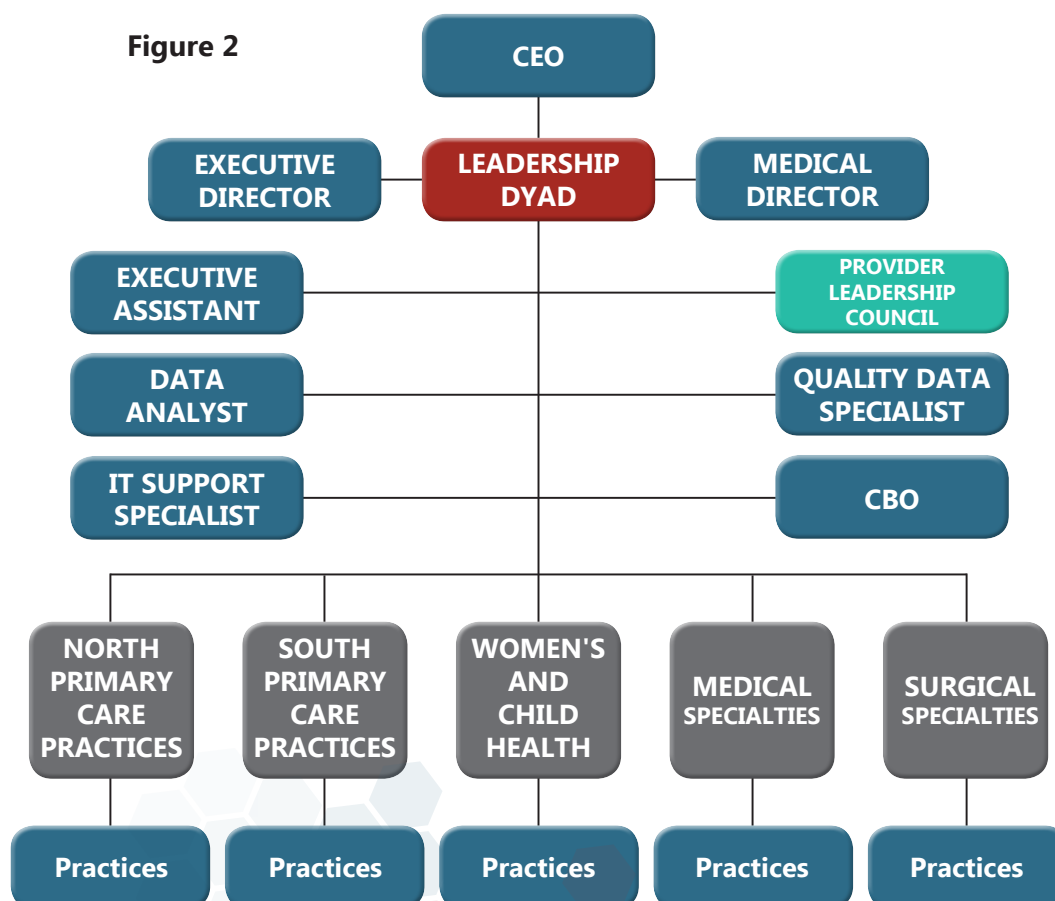 Figure 2
CEO
EXECUTIVE
DIRECTOR
LEADERSHIP
DYAD
MEDICAL
DIRECTOR
EXECUTIVE
ASSISTANT
PROVIDER
LEADERSHIP
COUNCIL
DATA
ANALYST
QUALITY DATA
SPECIALIST
IT SUPPORT
SPECIALIST
CBO
NORTH
PRIMARY
CARE
PRACTICES
SOUTH
PRIMARY
CARE
PRACTICES
WOMEN'S
AND
CHILD
HEALTH
MEDICAL
SPECIALTIES
SURGICAL
SPECIALTIES
Practices
Practices
Practices
Practices
Practices